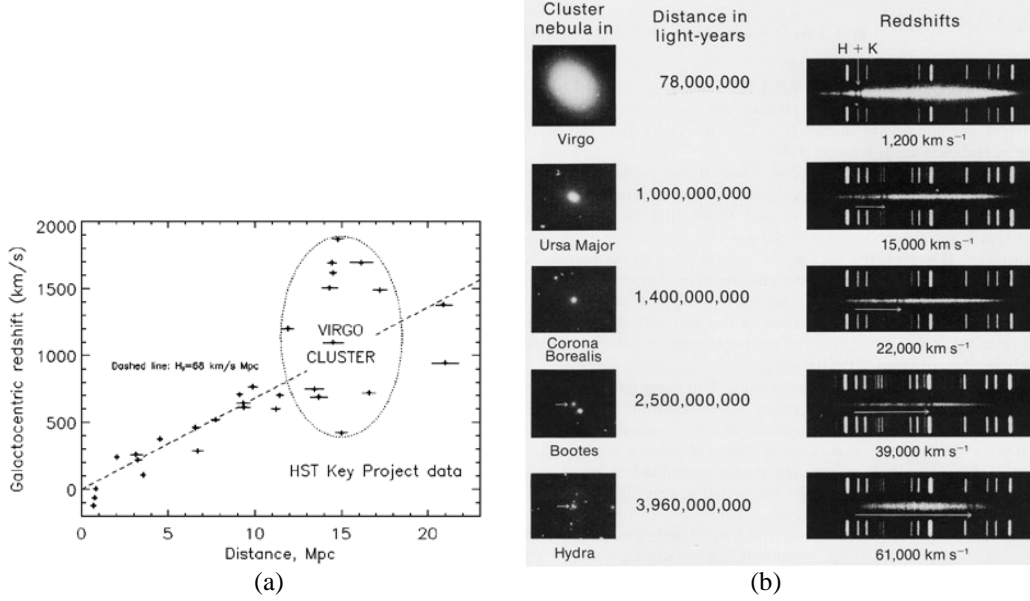 2000
1500
1000
500
0
Galactocentric redshift (km/s)
VIRGO
CLUSTER
Dashed line: H₀=68 km/s Mpc
HST Key Project data
0 5 10 15 20
Distance, Mpc
(a)
Cluster nebula in
Distance in light-years
Redshifts
H + K
78,000,000
Virgo
1,200 km s⁻¹
1,000,000,000
Ursa Major
15,000 km s⁻¹
1,400,000,000
Corona
Borealis
22,000 km s⁻¹
2,500,000,000
Bootes
39,000 km s⁻¹
3,960,000,000
Hydra
61,000 km s⁻¹
(b)